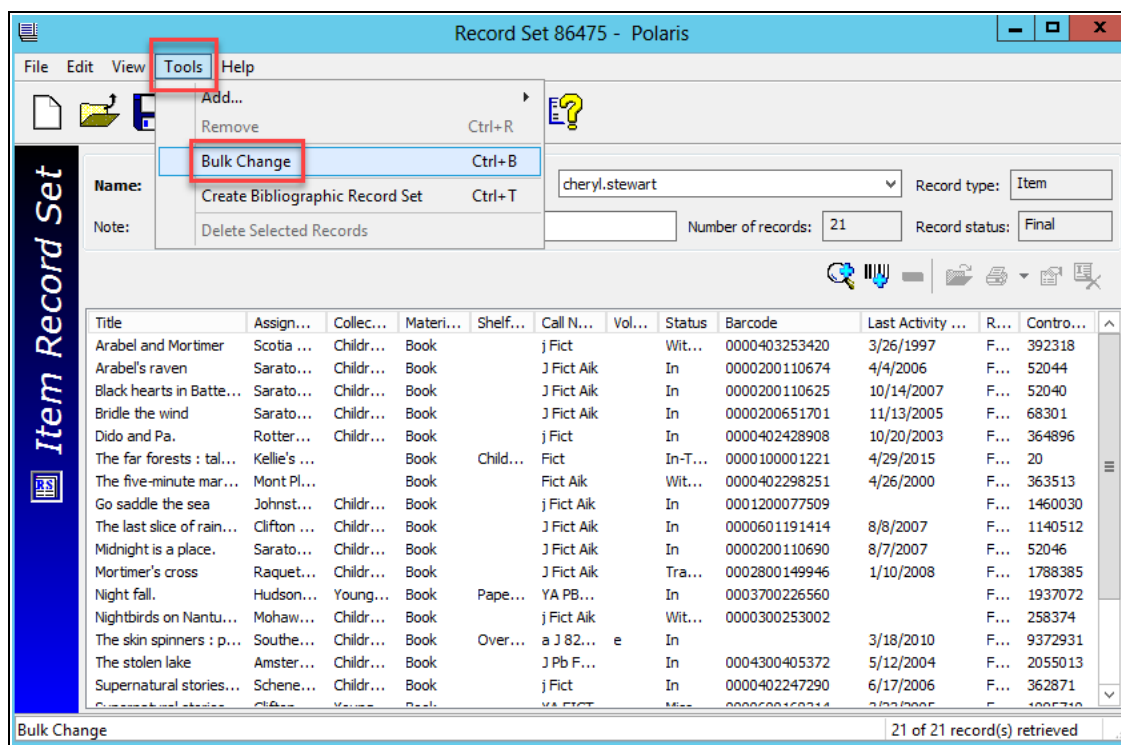 Record Set 86475 - Polaris
File Edit View Tools Help
Add...
Remove Ctrl+R
Bulk Change Ctrl+B
Create Bibliographic Record Set Ctrl+T
Delete Selected Records
Item Record Set
RS
Name: cheryl.stewart Record type: Item
Note: Number of records: 21 Record status: Final
Title Assign... Collec... Materi... Shelf... Call N... Vol... Status Barcode Last Activity ... R... Contro...
Arabel and Mortimer Scotia ... Childr... Book j Fict Wit... 0000403253420 3/26/1997 F... 392318
Arabel's raven Sarato... Childr... Book J Fict Aik In 0000200110674 4/4/2006 F... 52044
Black hearts in Batte... Sarato... Childr... Book J Fict Aik In 0000200110625 10/14/2007 F... 52040
Bridle the wind Sarato... Childr... Book J Fict Aik In 0000200651701 11/13/2005 F... 68301
Dido and Pa. Rotter... Childr... Book j Fict In 0000402428908 10/20/2003 F... 364896
The far forests : tal... Kellie's ... Book Child... Fict In-T... 0000100001221 4/29/2015 F... 20
The five-minute mar... Mont Pl... Book Fict Aik Wit... 0000402298251 4/26/2000 F... 363513
Go saddle the sea Johnst... Childr... Book j Fict Aik In 0001200077509 F... 1460030
The last slice of rain... Clifton ... Childr... Book J Fict Aik In 0000601191414 8/8/2007 F... 1140512
Midnight is a place. Sarato... Childr... Book J Fict Aik In 0000200110690 8/7/2007 F... 52046
Mortimer's cross Raquet... Childr... Book J Fict Aik Tra... 0002800149946 1/10/2008 F... 1788385
Night fall. Hudson... Young... Book Pape... YA PB... In 0003700226560 F... 1937072
Nightbirds on Nantu... Mohaw... Childr... Book j Fict Aik Wit... 0000300253002 F... 258374
The skin spinners : p... Southe... Childr... Book Over... a J 82... e In 3/18/2010 F... 9372931
The stolen lake Amster... Childr... Book J Pb F... In 0004300405372 5/12/2004 F... 2055013
Supernatural stories... Schene... Childr... Book j Fict In 0000402247290 6/17/2006 F... 362871
Bulk Change 21 of 21 record(s) retrieved